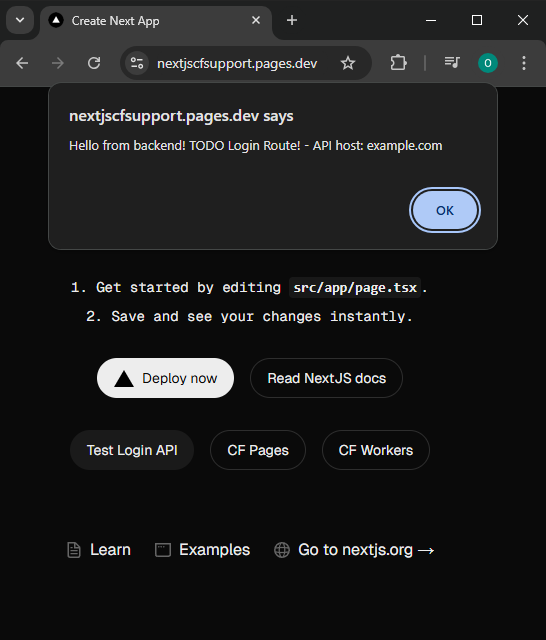 Create Next App
nextjscfsupport.pages.dev
O
nextjscfsupport.pages.dev says
Hello from backend! TODO Login Route! - API host: example.com
OK
1. Get started by editing src/app/page.tsx.
2. Save and see your changes instantly.
Deploy now
Read NextJS docs
Test Login API
CF Pages
CF Workers
Learn
Examples
Go to nextjs.org →